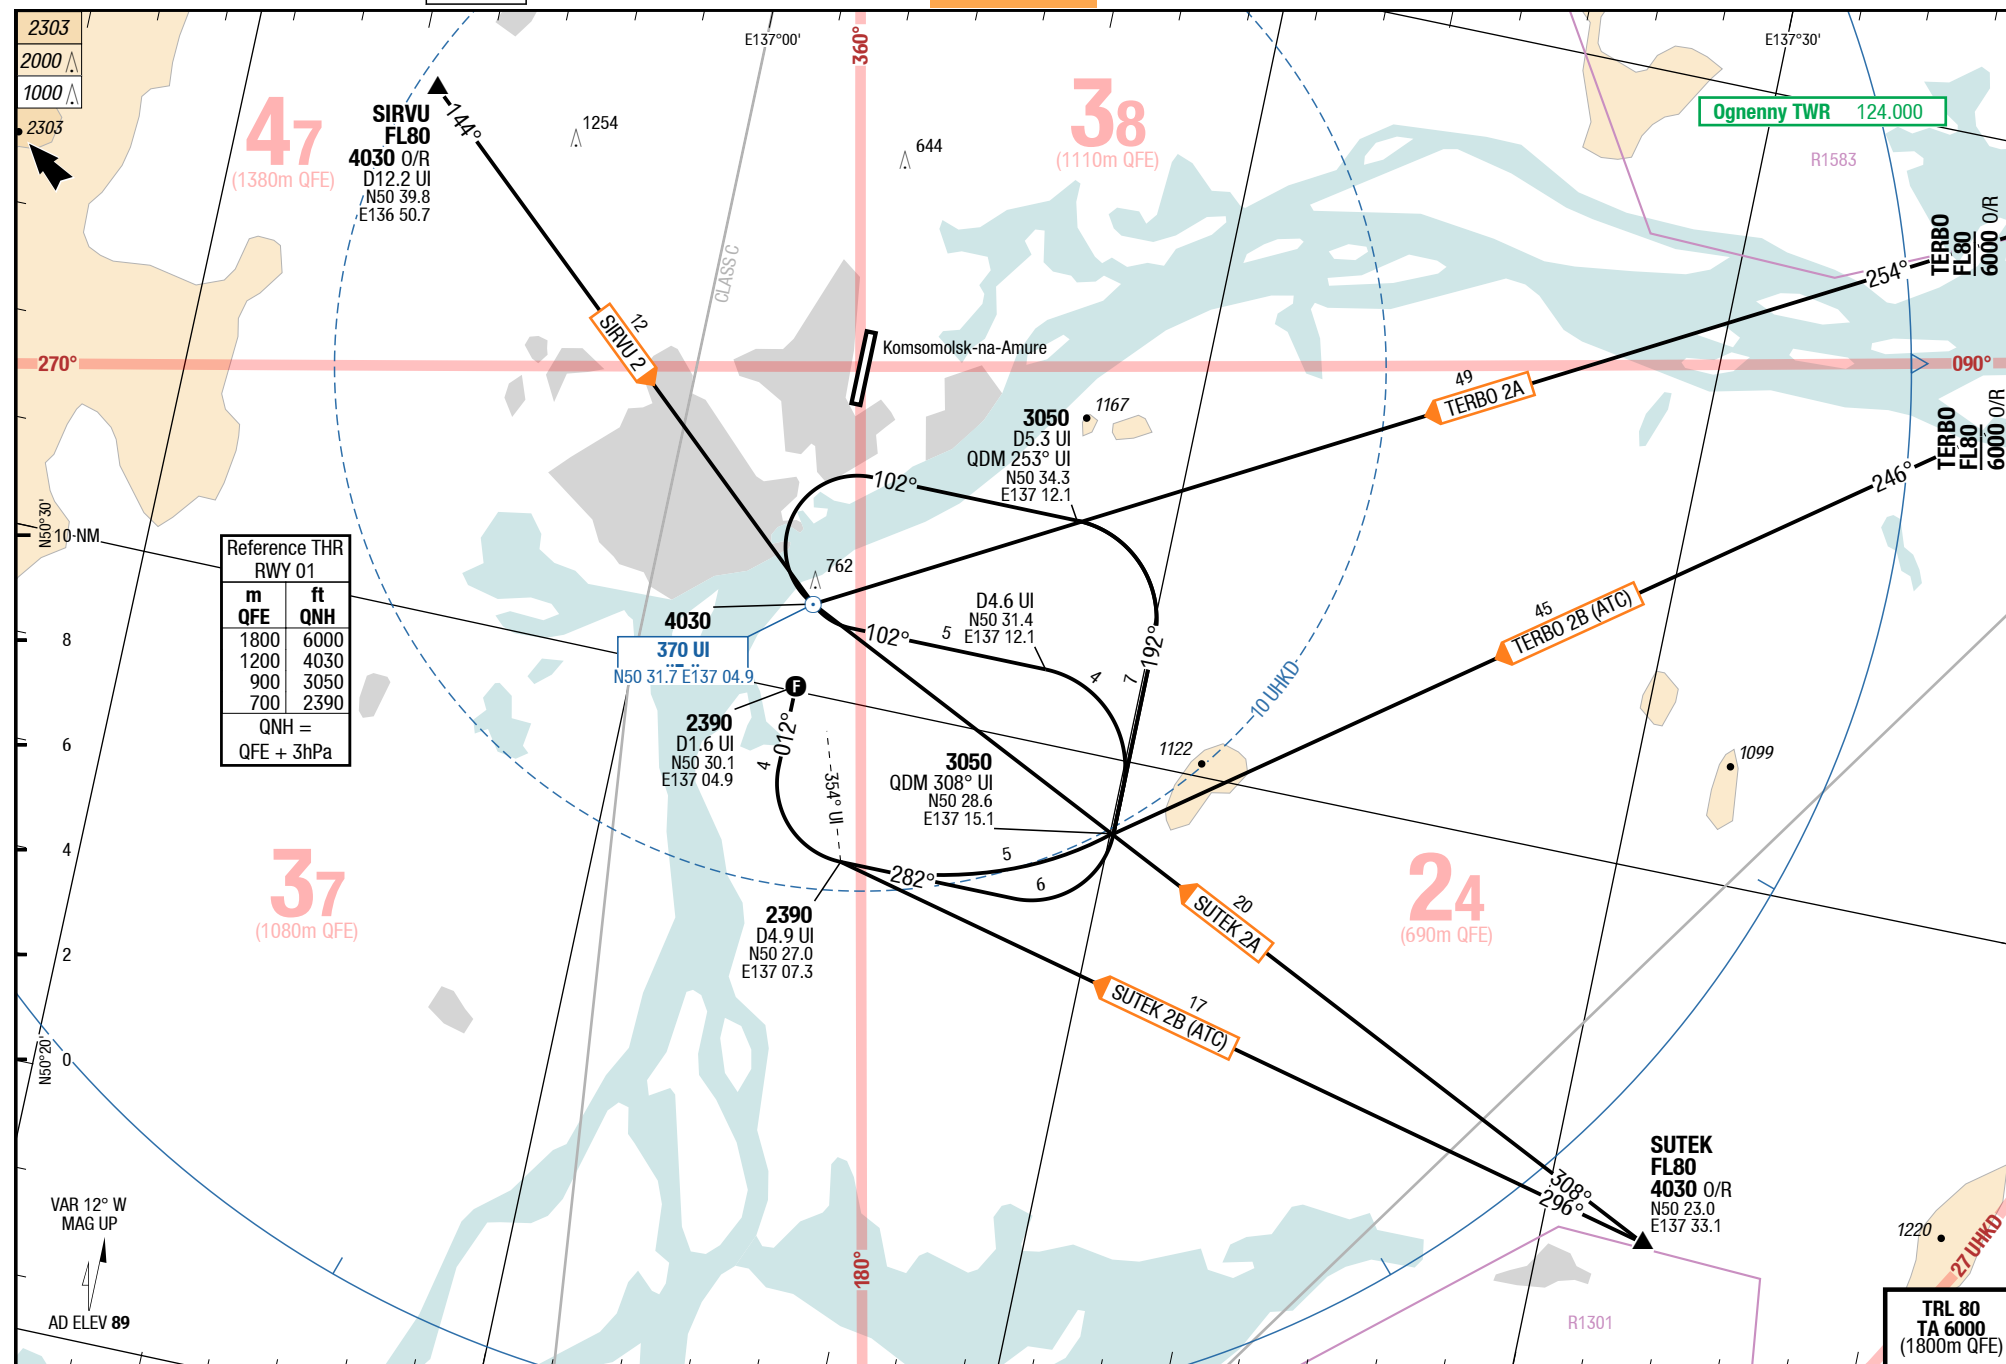 2303
2000
1000
2303
E137°00'
360°
E137°30'
47
(1380m QFE)
SIRVU
FL80
4030 O/R
D12.2 UI
N50 39.8
E136 50.7
144°
1254
644
38
(1110m QFE)
Ognenny TWR 124.000
R1583
TERBO
FL80
6000 O/R
254°
CLASS C
12
SIRVU 2
Komsomolsk-na-Amure
270°
090°
49
TERBO 2A
TERBO
FL80
6000 O/R
246°
3050
D5.3 UI
QDM 253° UI
N50 34.3
E137 12.1
1167
102°
N50°30'
10 NM
8
6
4
2
0
N50°20'
Reference THR
RWY 01
m ft
QFE QNH
1800 6000
1200 4030
900 3050
700 2390
QNH =
QFE + 3hPa
762
4030
370 UI
N50 31.7 E137 04.9
102°
5
D4.6 UI
N50 31.4
E137 12.1
4
7
192°
45
TERBO 2B (ATC)
10 UHKD
F
2390
D1.6 UI
N50 30.1
E137 04.9
4
012°
354° UI
3050
QDM 308° UI
N50 28.6
E137 15.1
1122
1099
5
282°
6
37
(1080m QFE)
24
(690m QFE)
2390
D4.9 UI
N50 27.0
E137 07.3
20
SUTEK 2A
17
SUTEK 2B (ATC)
308°
296°
SUTEK
FL80
4030 O/R
N50 23.0
E137 33.1
1220
27 UHKD
VAR 12° W
MAG UP
AD ELEV 89
180°
R1301
TRL 80
TA 6000
(1800m QFE)